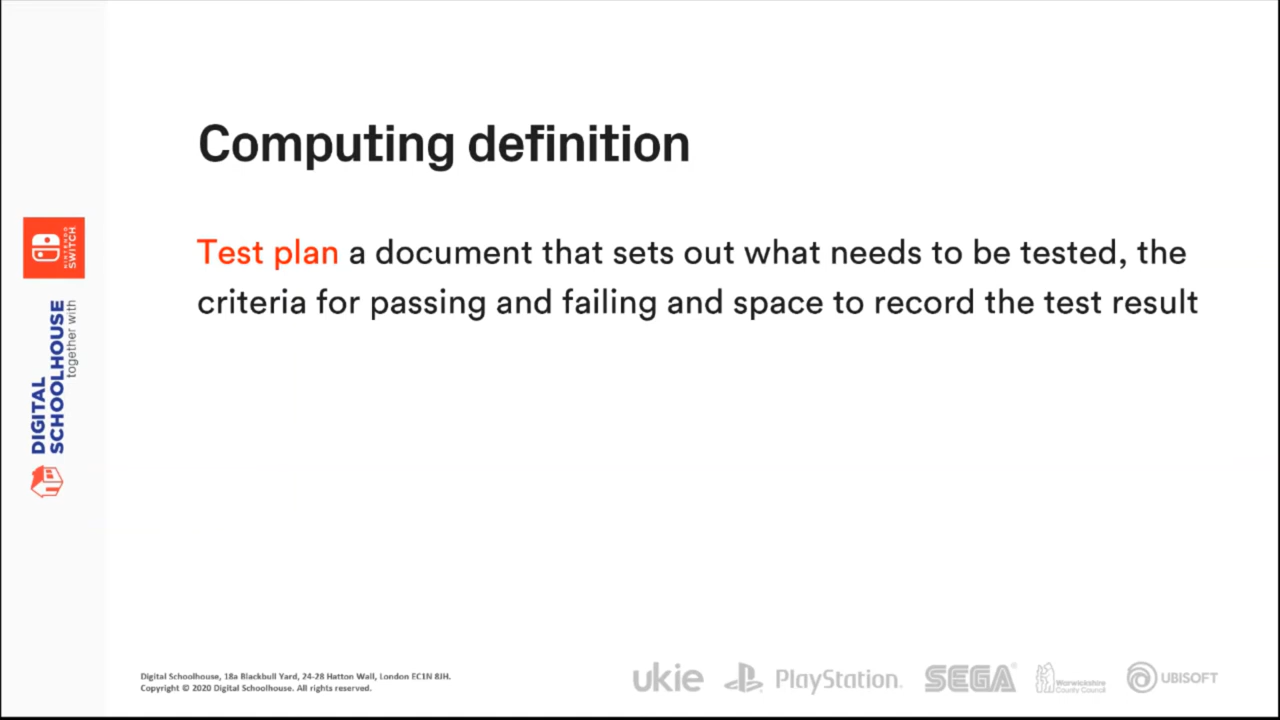 Computing definition
Test plan a document that sets out what needs to be tested, the
criteria for passing and failing and space to record the test result
NINTENDO
SWITCH
DIGITAL
SCHOOLHOUSE
together with
Digital Schoolhouse, 18a Blackbull Yard, 24-28 Hatton Wall, London EC1N 8JH.
Copyright © 2020 Digital Schoolhouse. All rights reserved.
ukie
PlayStation.
SEGA®
Warwickshire
County Council
UBISOFT